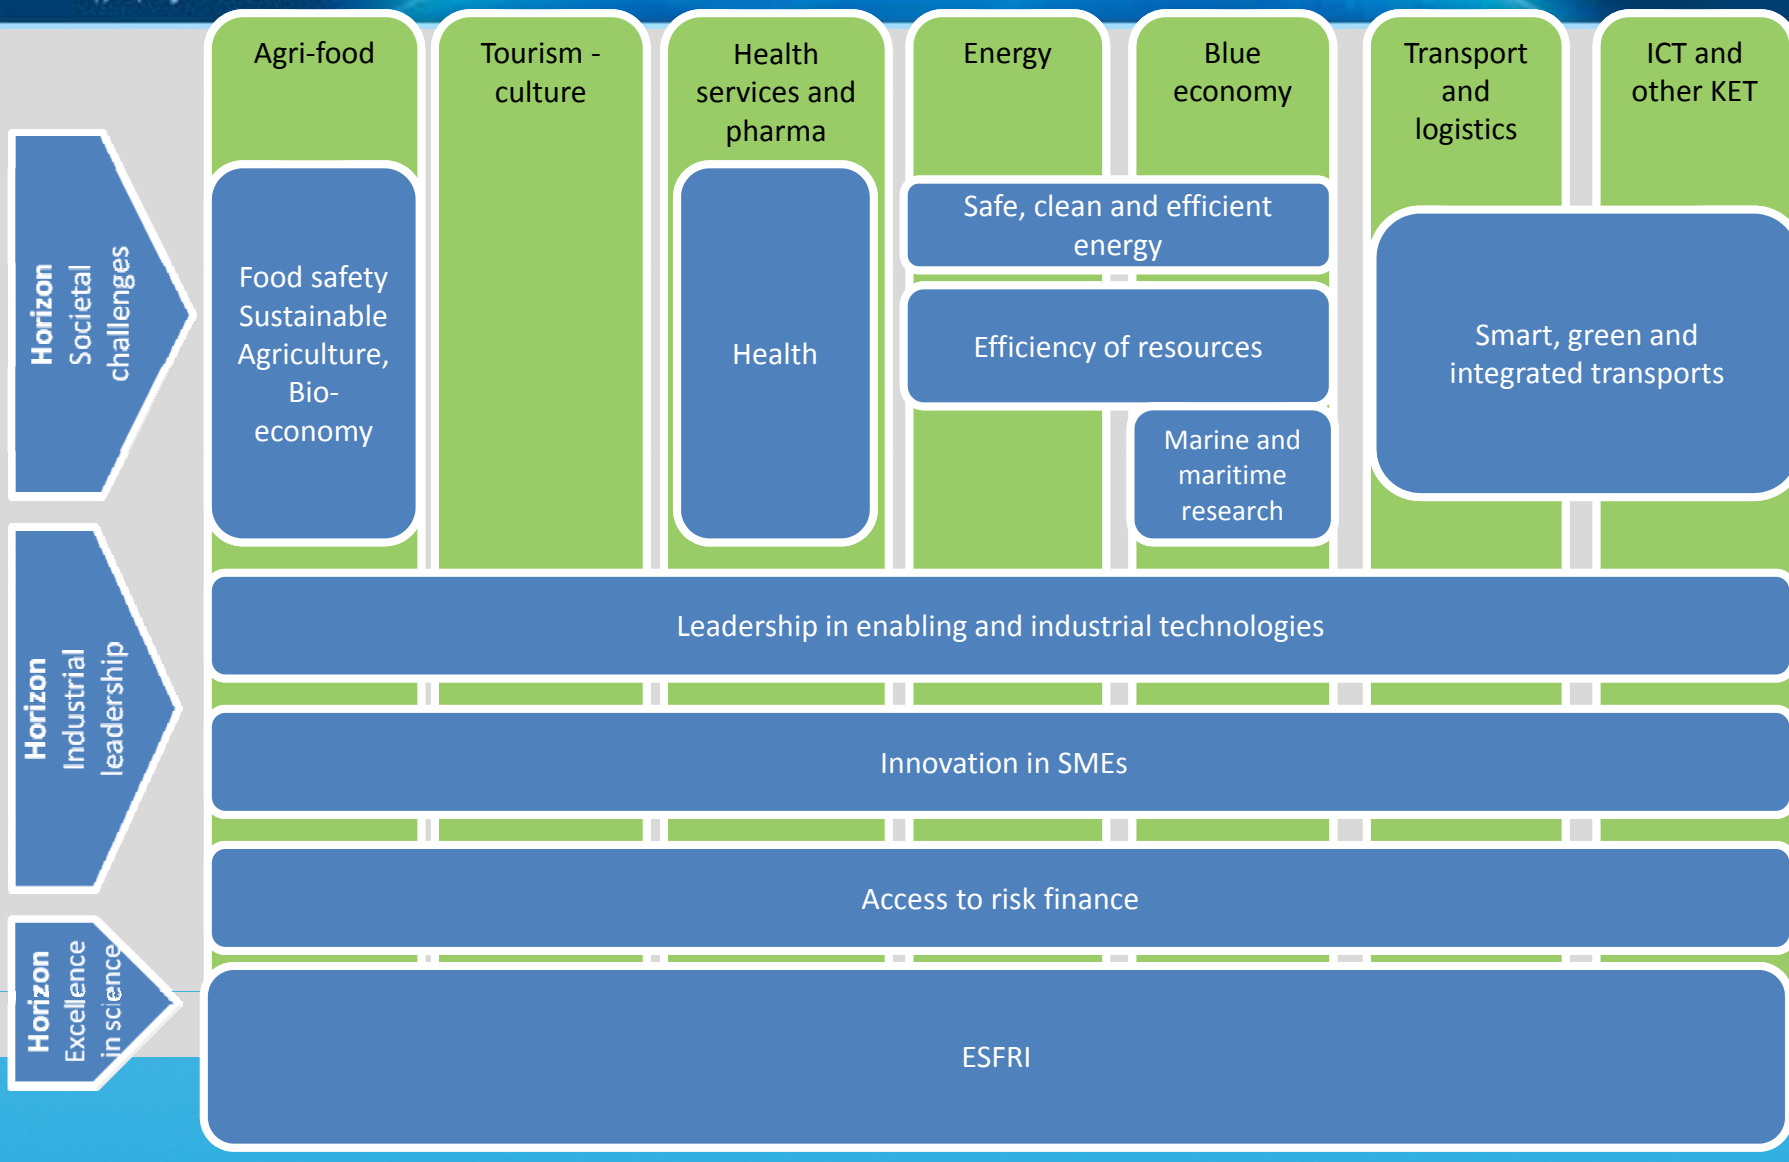 Agri-food
Tourism -
culture
Health
services and
pharma
Energy
Blue
economy
Transport
and
logistics
ICT and
other KET
Horizon
Societal
challenges
Food safety
Sustainable
Agriculture,
Bio-
economy
Health
Safe, clean and efficient
energy
Efficiency of resources
Marine and
maritime
research
Smart, green and
integrated transports
Horizon
Industrial
leadership
Leadership in enabling and industrial technologies
Innovation in SMEs
Access to risk finance
Horizon
Excellence
in science
ESFRI